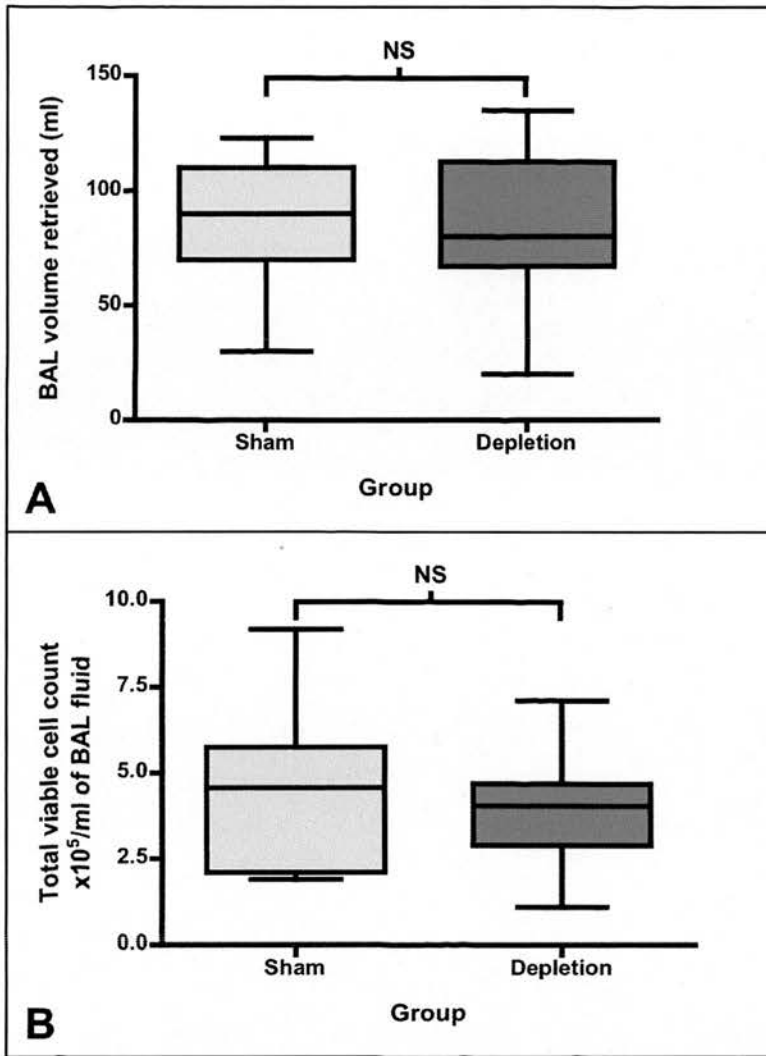 NS
150
100
50
0
BAL volume retrieved (ml)
Sham Depletion
Group
A
NS
10.0
7.5
5.0
2.5
0.0
Total viable cell count
x10⁵/ml of BAL fluid
Sham Depletion
Group
B